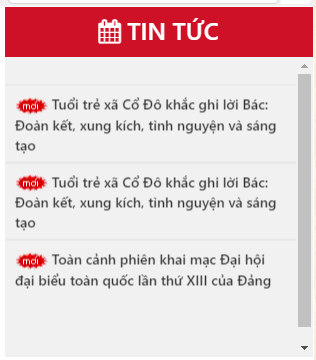 TIN TỨC
mới Tuổi trẻ xã Cổ Đô khắc ghi lời Bác:
Đoàn kết, xung kích, tình nguyện và sáng
tạo
mới Tuổi trẻ xã Cổ Đô khắc ghi lời Bác:
Đoàn kết, xung kích, tình nguyện và sáng
tạo
mới Toàn cảnh phiên khai mạc Đại hội
đại biểu toàn quốc lần thứ XIII của Đảng